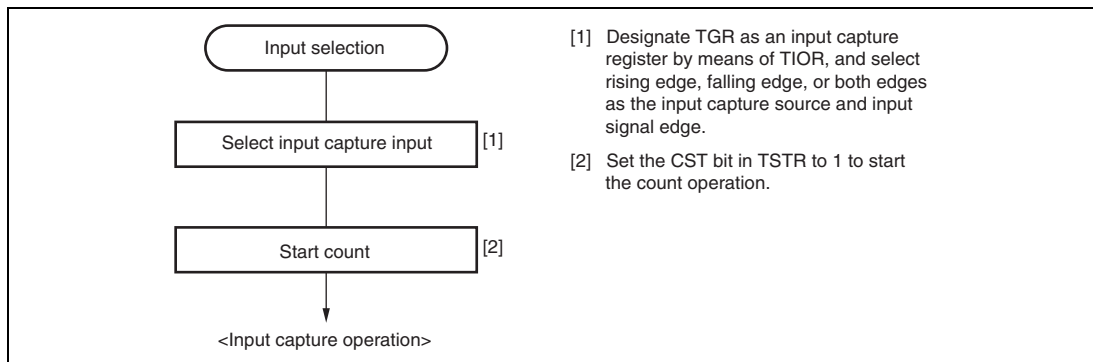 Input selection
Select input capture input
[1]
Start count
[2]
<Input capture operation>
[1] Designate TGR as an input capture
register by means of TIOR, and select
rising edge, falling edge, or both edges
as the input capture source and input
signal edge.
[2] Set the CST bit in TSTR to 1 to start
the count operation.